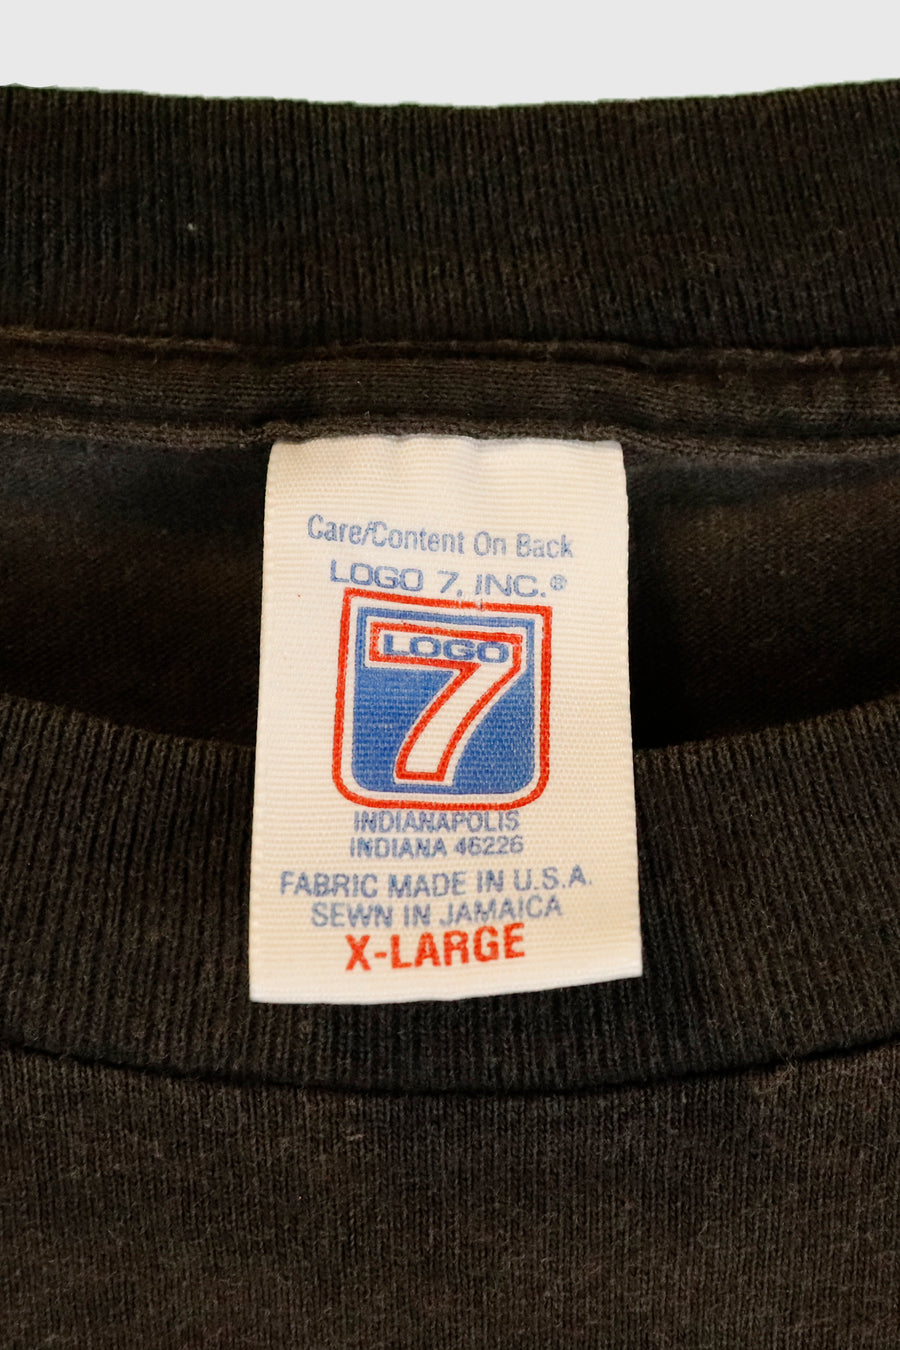 Care/Content On Back
LOGO 7, INC.®
LOGO
7
INDIANAPOLIS
INDIANA 46226
FABRIC MADE IN U.S.A.
SEWN IN JAMAICA
X-LARGE